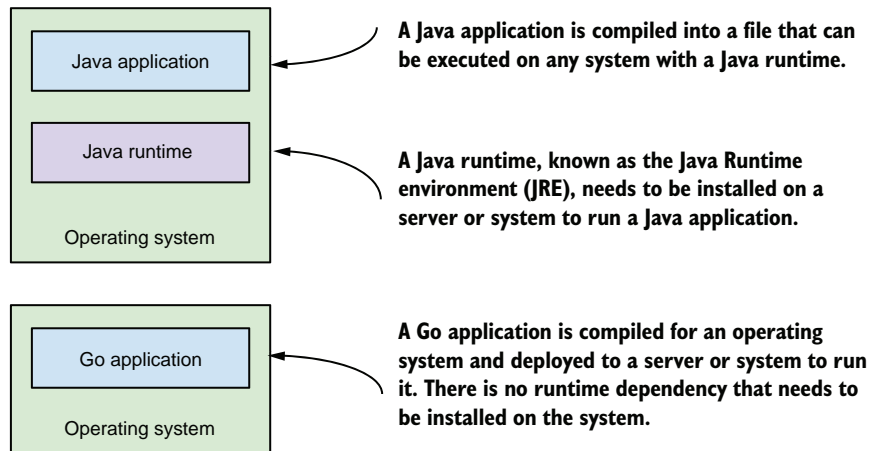 Java application
Java runtime
Operating system
A Java application is compiled into a file that can
be executed on any system with a Java runtime.
A Java runtime, known as the Java Runtime
environment (JRE), needs to be installed on a
server or system to run a Java application.
Go application
Operating system
A Go application is compiled for an operating
system and deployed to a server or system to run
it. There is no runtime dependency that needs to
be installed on the system.